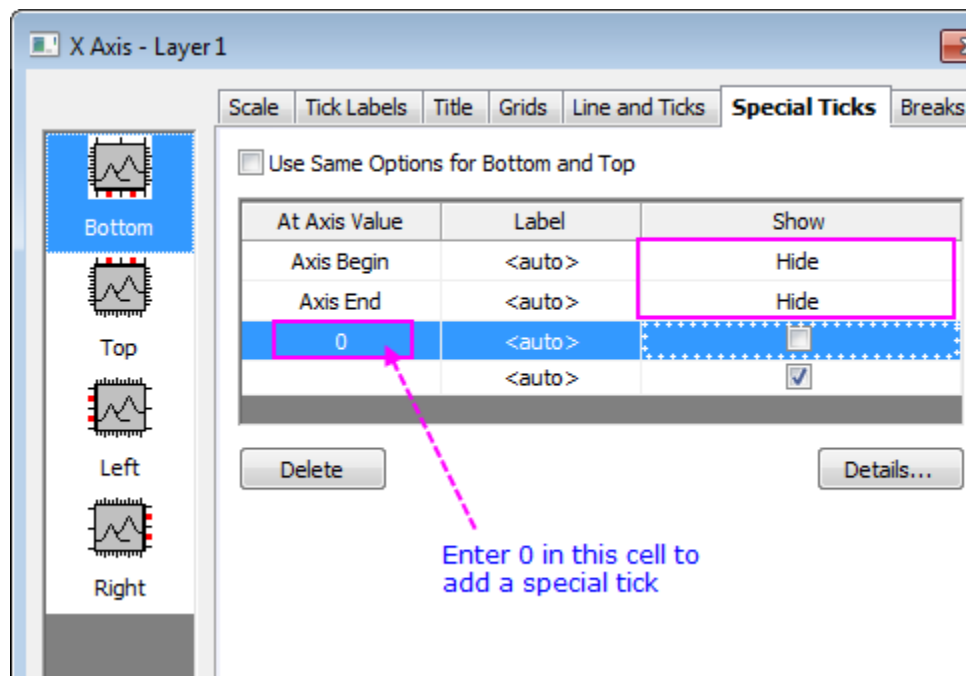 X Axis - Layer 1
Scale Tick Labels Title Grids Line and Ticks Special Ticks Breaks
Use Same Options for Bottom and Top
Bottom
Top
Left
Right
At Axis Value Label Show
Axis Begin <auto> Hide
Axis End <auto> Hide
0 <auto>
<auto>
Delete Details...
Enter 0 in this cell to
add a special tick